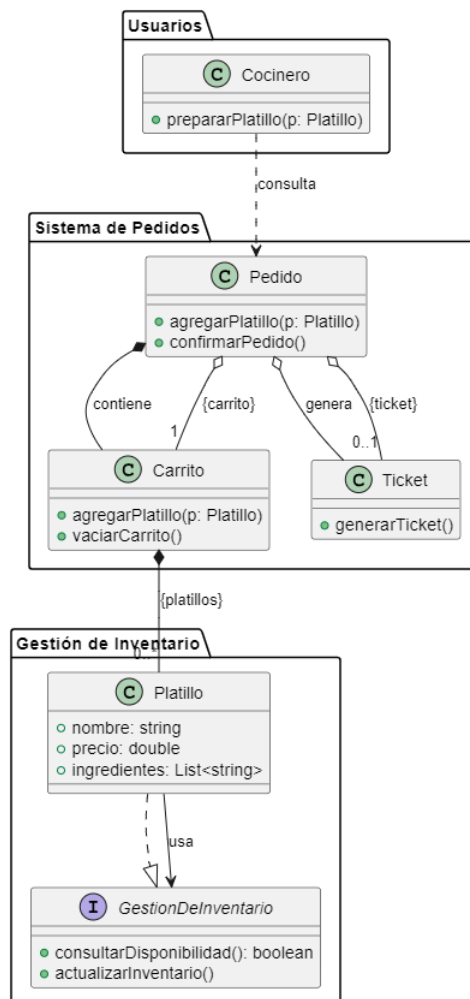 Usuarios
C Cocinero
prepararPlatillo(p: Platillo)
consulta
Sistema de Pedidos
C Pedido
agregarPlatillo(p: Platillo)
confirmarPedido()
contiene
{carrito}
genera
{ticket}
1
0..1
C Carrito
agregarPlatillo(p: Platillo)
vaciarCarrito()
C Ticket
generarTicket()
{platillos}
Gestión de Inventario
C Platillo
nombre: string
precio: double
ingredientes: List<string>
usa
I GestionDeInventario
consultarDisponibilidad(): boolean
actualizarInventario()